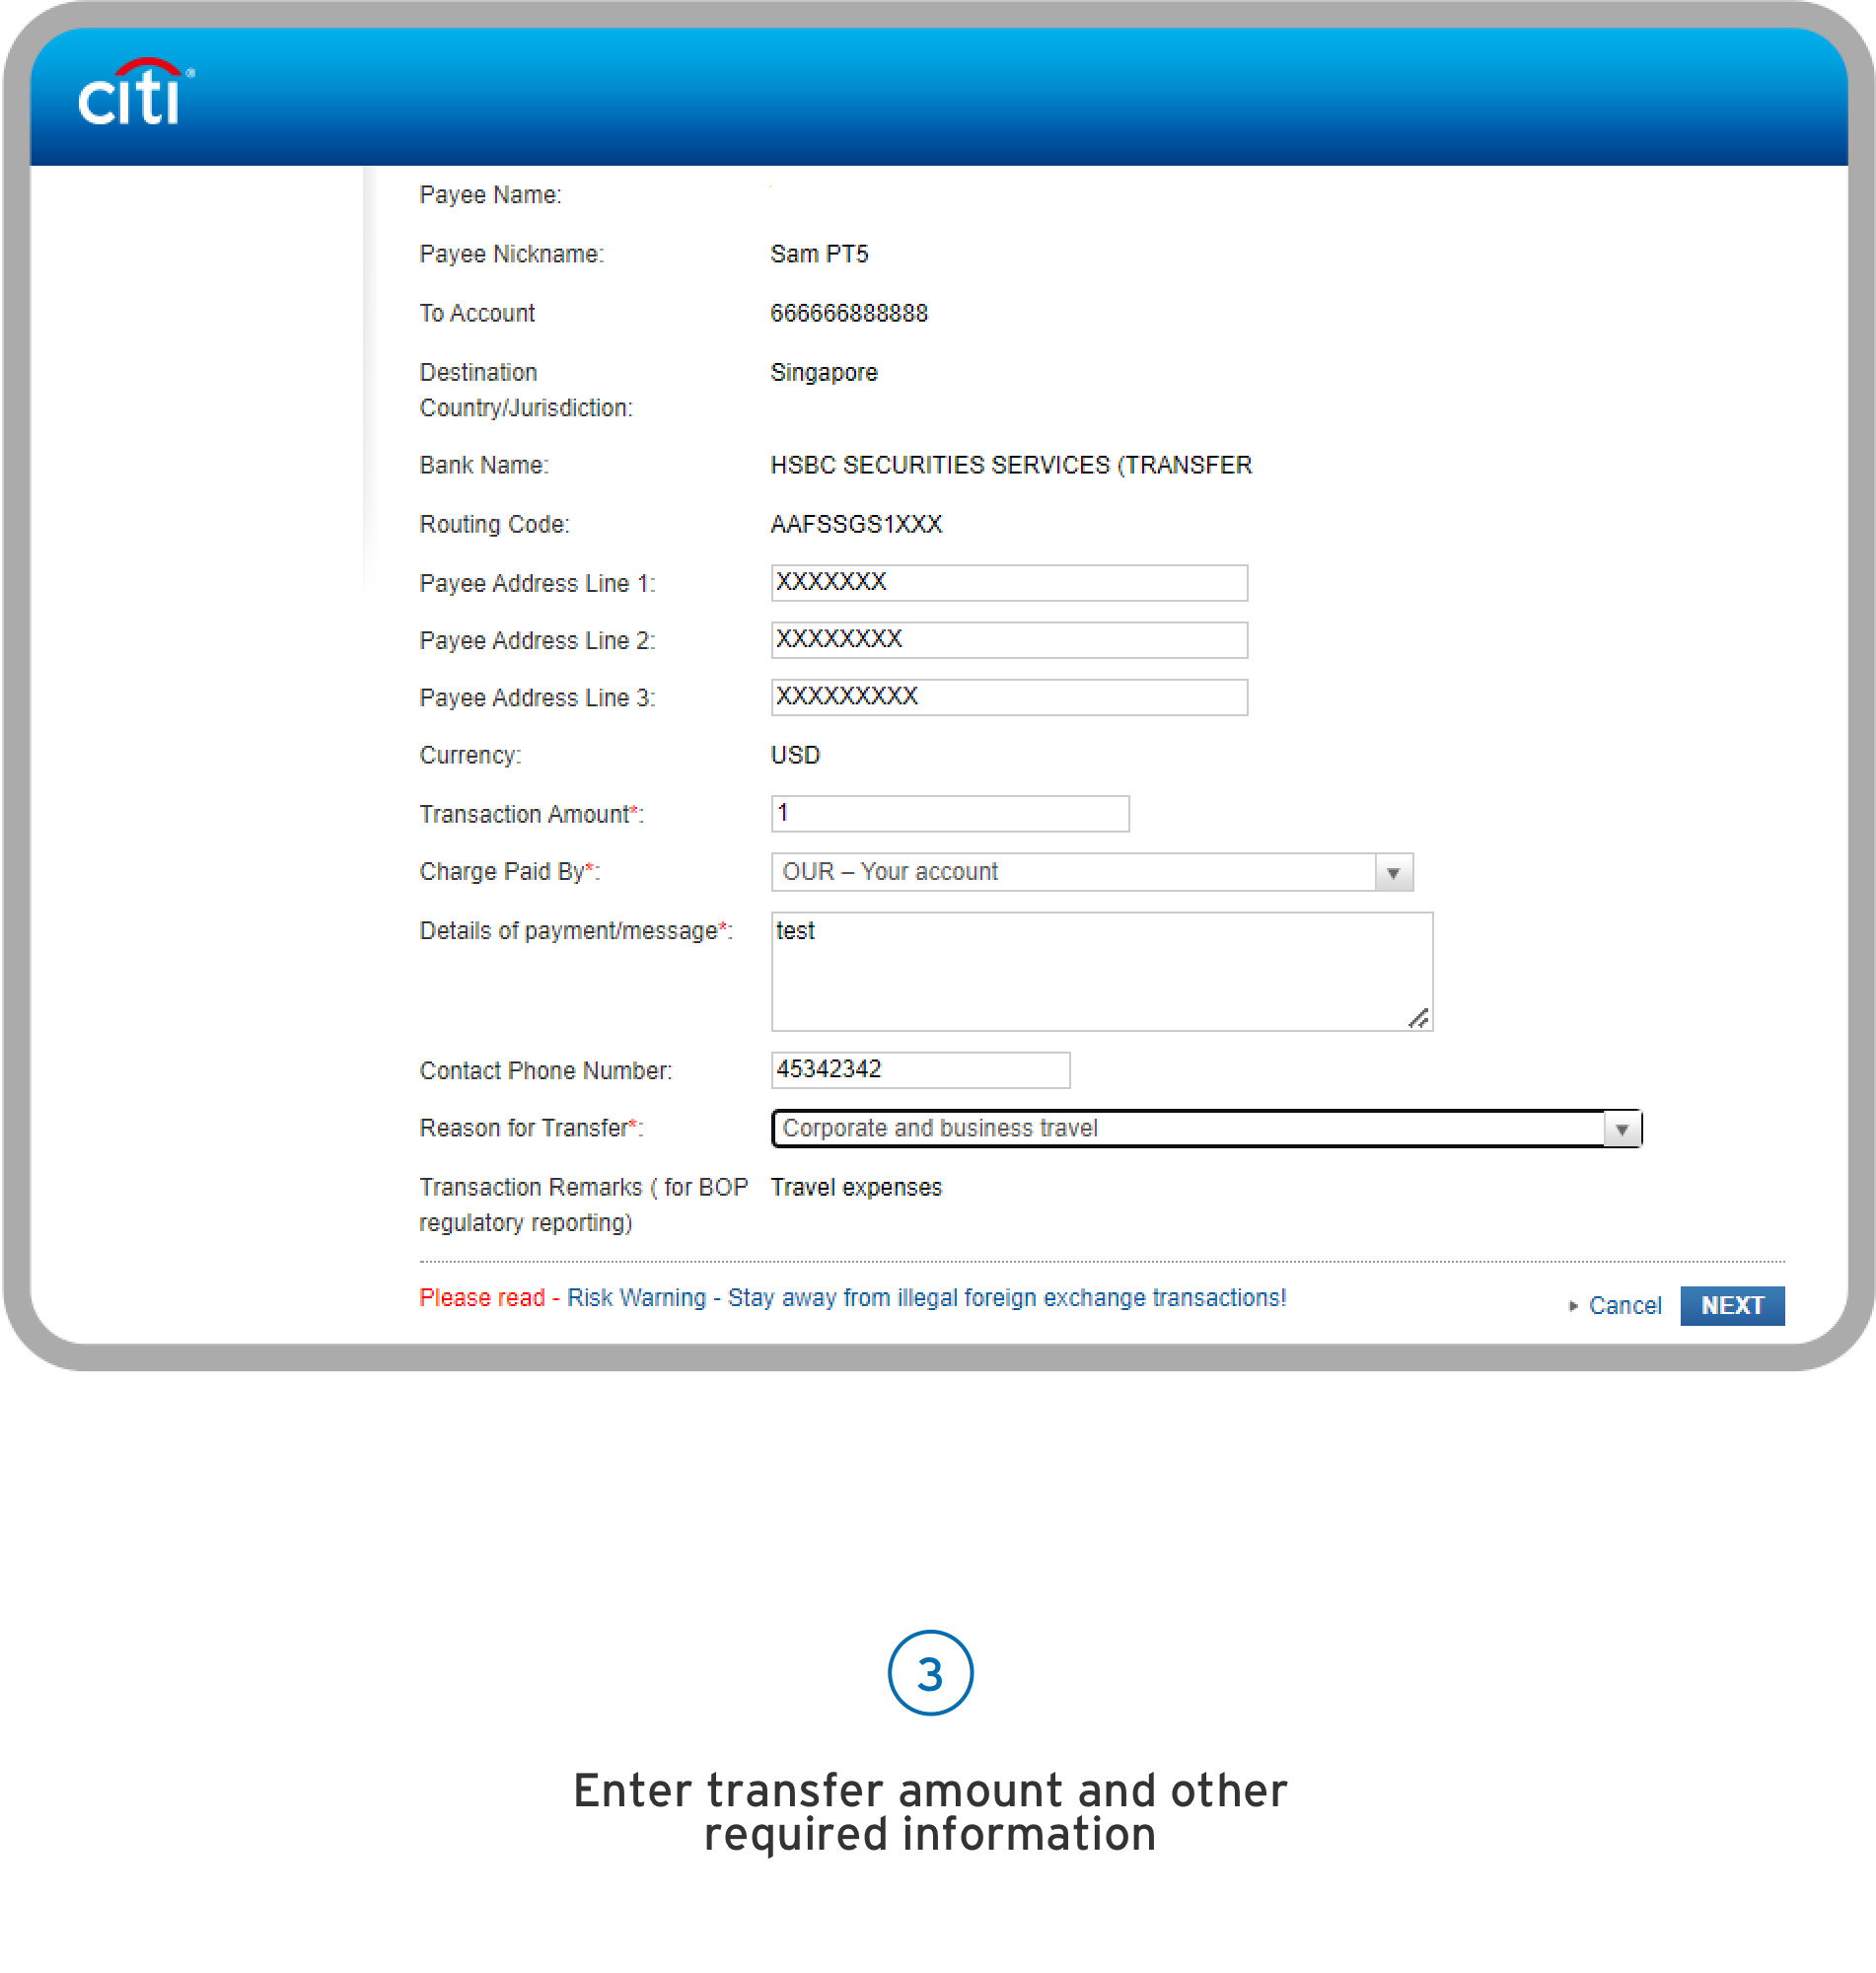 citi®
Payee Name:
Payee Nickname: Sam PT5
To Account 666666888888
Destination Singapore
Country/Jurisdiction:
Bank Name: HSBC SECURITIES SERVICES (TRANSFER
Routing Code: AAFSSGS1XXX
Payee Address Line 1: XXXXXXX
Payee Address Line 2: XXXXXXXX
Payee Address Line 3: XXXXXXXXX
Currency: USD
Transaction Amount*: 1
Charge Paid By*: OUR – Your account
Details of payment/message*: test
Contact Phone Number: 45342342
Reason for Transfer*: Corporate and business travel
Transaction Remarks ( for BOP Travel expenses
regulatory reporting)
Please read - Risk Warning - Stay away from illegal foreign exchange transactions!
Cancel NEXT
3
Enter transfer amount and other
required information